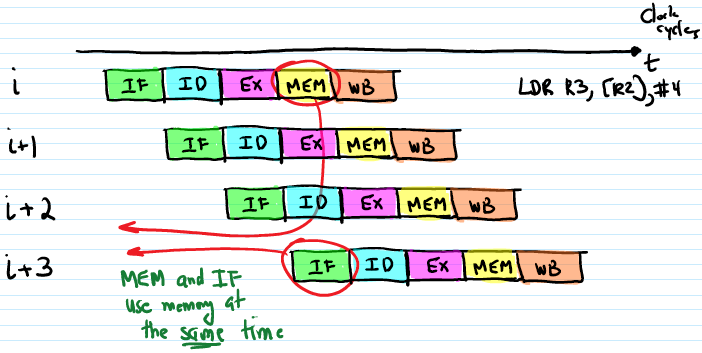 clock
cycles
t
i IF ID EX MEM WB LDR R3, [R2], #4
i+1 IF ID EX MEM WB
i+2 IF ID EX MEM WB
i+3 IF ID EX MEM WB
MEM and IF
use memory at
the same time